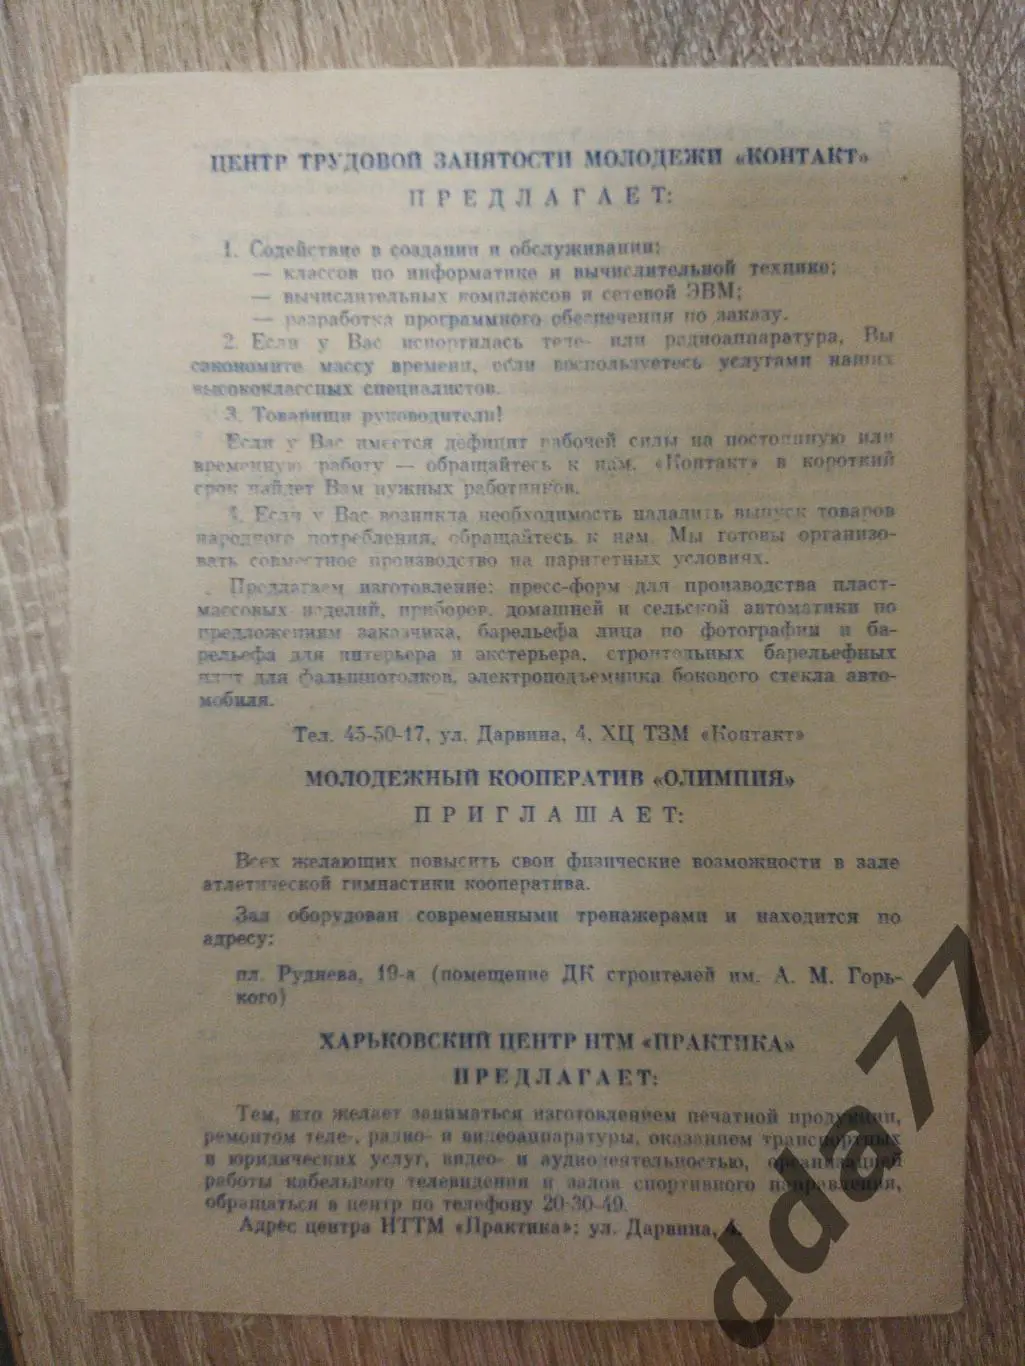 ЦЕНТР ТРУДОВОЙ ЗАНЯТОСТИ МОЛОДЕЖИ «КОНТАКТ»
ПРЕДЛАГАЕТ:
1. Содействие в создании и обслуживании:
— классов по информатике и вычислительной технике;
— вычислительных комплексов и сетевой ЭВМ;
— разработка программного обеспечения по заказу.
2. Если у Вас испортилась теле- или радиоаппаратура, Вы
сэкономите массу времени, если воспользуетесь услугами наших
высококлассных специалистов.
3. Товарищи руководители!
Если у Вас имеется дефицит рабочей силы на постоянную или
временную работу — обращайтесь к нам. «Контакт» в короткий
срок найдет Вам нужных работников.
4. Если у Вас возникла необходимость наладить выпуск товаров
народного потребления, обращайтесь к нам. Мы готовы организо-
вать совместное производство на паритетных условиях.
Предлагаем изготовление: пресс-форм для производства пласт-
массовых изделий, приборов, домашней и сельской автоматики по
предложениям заказчика, барельефа лица по фотографии и ба-
рельефа для интерьера и экстерьера, строительных барельефных
плит для фальшпотолков, электроподъемника бокового стекла авто-
мобиля.
Тел. 45-50-17, ул. Дарвина, 4, ХЦ ТЗМ «Контакт»
МОЛОДЕЖНЫЙ КООПЕРАТИВ «ОЛИМПИЯ»
ПРИГЛАШАЕТ:
Всех желающих повысить свои физические возможности в зале
атлетической гимнастики кооператива.
Зал оборудован современными тренажерами и находится по
адресу:
пл. Руднева, 19-а (помещение ДК строителей им. А. М. Горь-
кого)
ХАРЬКОВСКИЙ ЦЕНТР НТМ «ПРАКТИКА»
ПРЕДЛАГАЕТ:
Тем, кто желает заниматься изготовлением печатной продукции,
ремонтом теле-, радио- и видеоаппаратуры, оказанием транспортных
и юридических услуг, видео- и аудиодеятельностью, организацией
работы кабельного телевидения и залов спортивного направления,
обращаться в центр по телефону 20-30-49.
Адрес центра НТТМ «Практика»: ул. Дарвина, 4.
dda77